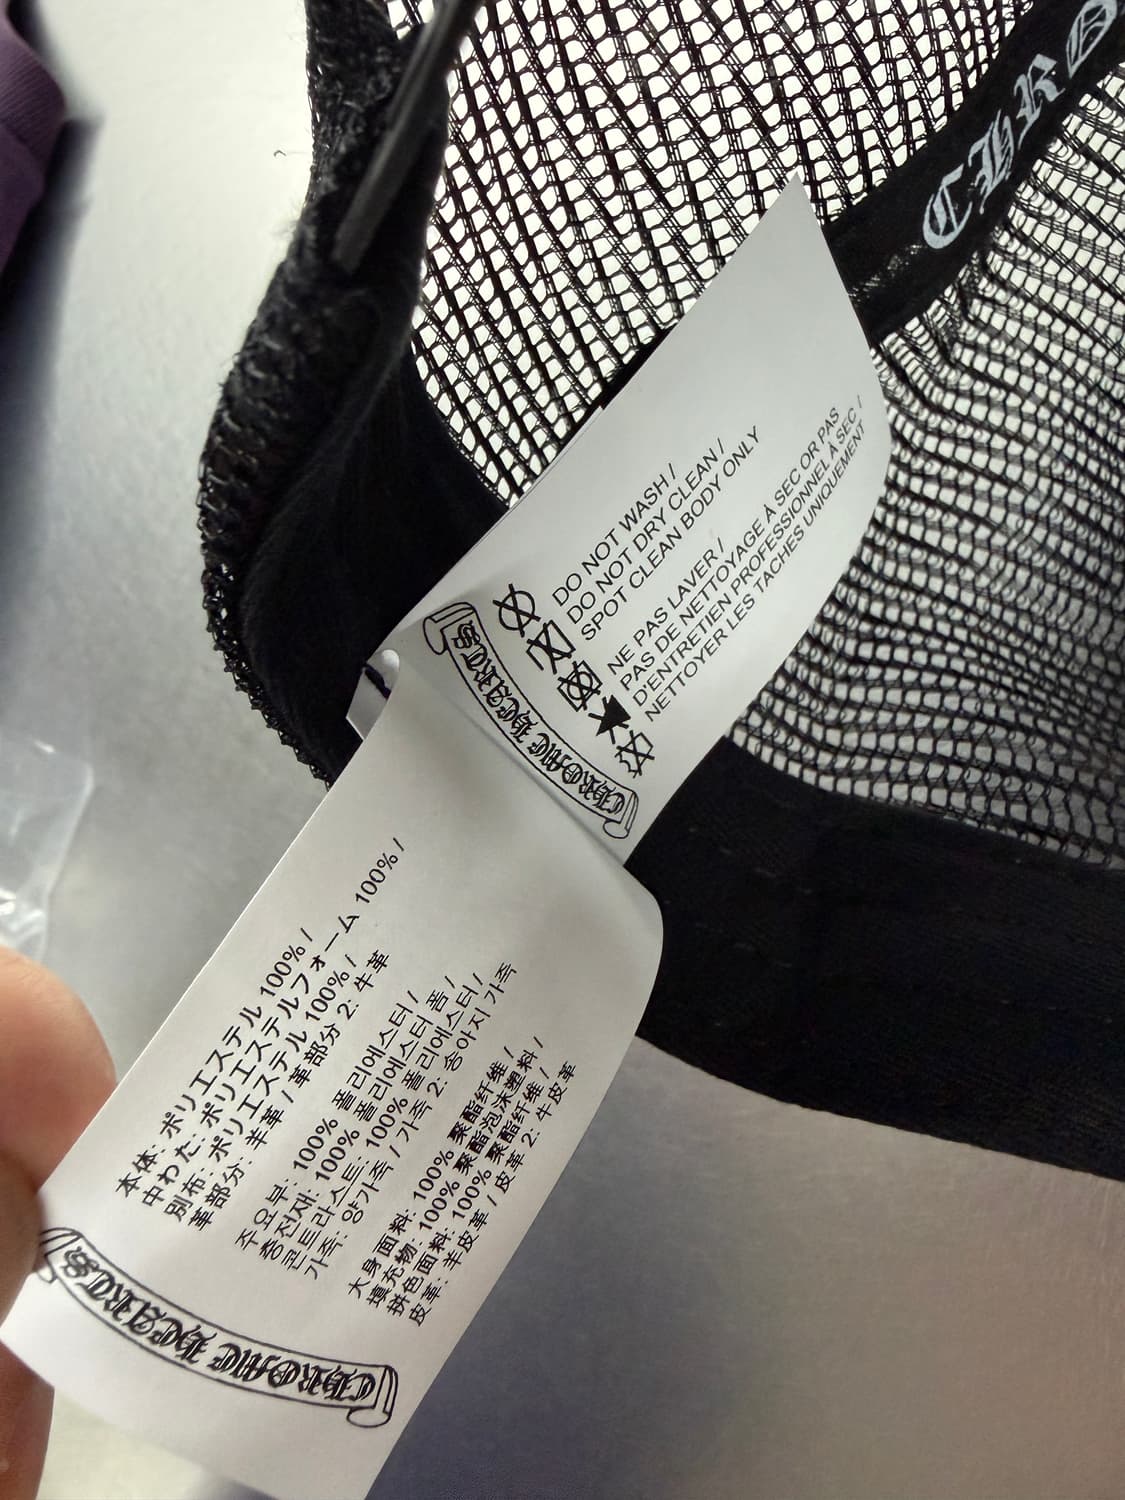 CHRO
DO NOT WASH /
DO NOT DRY CLEAN /
SPOT CLEAN BODY ONLY
NE PAS LAVER /
PAS DE NETTOYAGE À SEC OR PAS
D'ENTRETIEN PROFESSIONNEL À SEC /
NETTOYER LES TACHES UNIQUEMENT
CHROME HEARTS
本体: ポリエステル 100% /
中わた: ポリエステルフォーム 100% /
別布: ポリエステル 100% /
革部分: 羊革 / 革部分 2: 牛革
주요부: 100% 폴리에스터 /
충전재: 100% 폴리에스터 폼 /
콘트라스트: 100% 폴리에스터 /
가죽: 양가죽 / 가죽 2: 송아지 가죽
大身面料: 100% 聚酯纤维 /
填充物: 100% 聚酯泡沫塑料 /
拼色面料: 100% 聚酯纤维 /
皮革: 羊皮革 / 皮革 2: 牛皮革
CHROME HEARTS